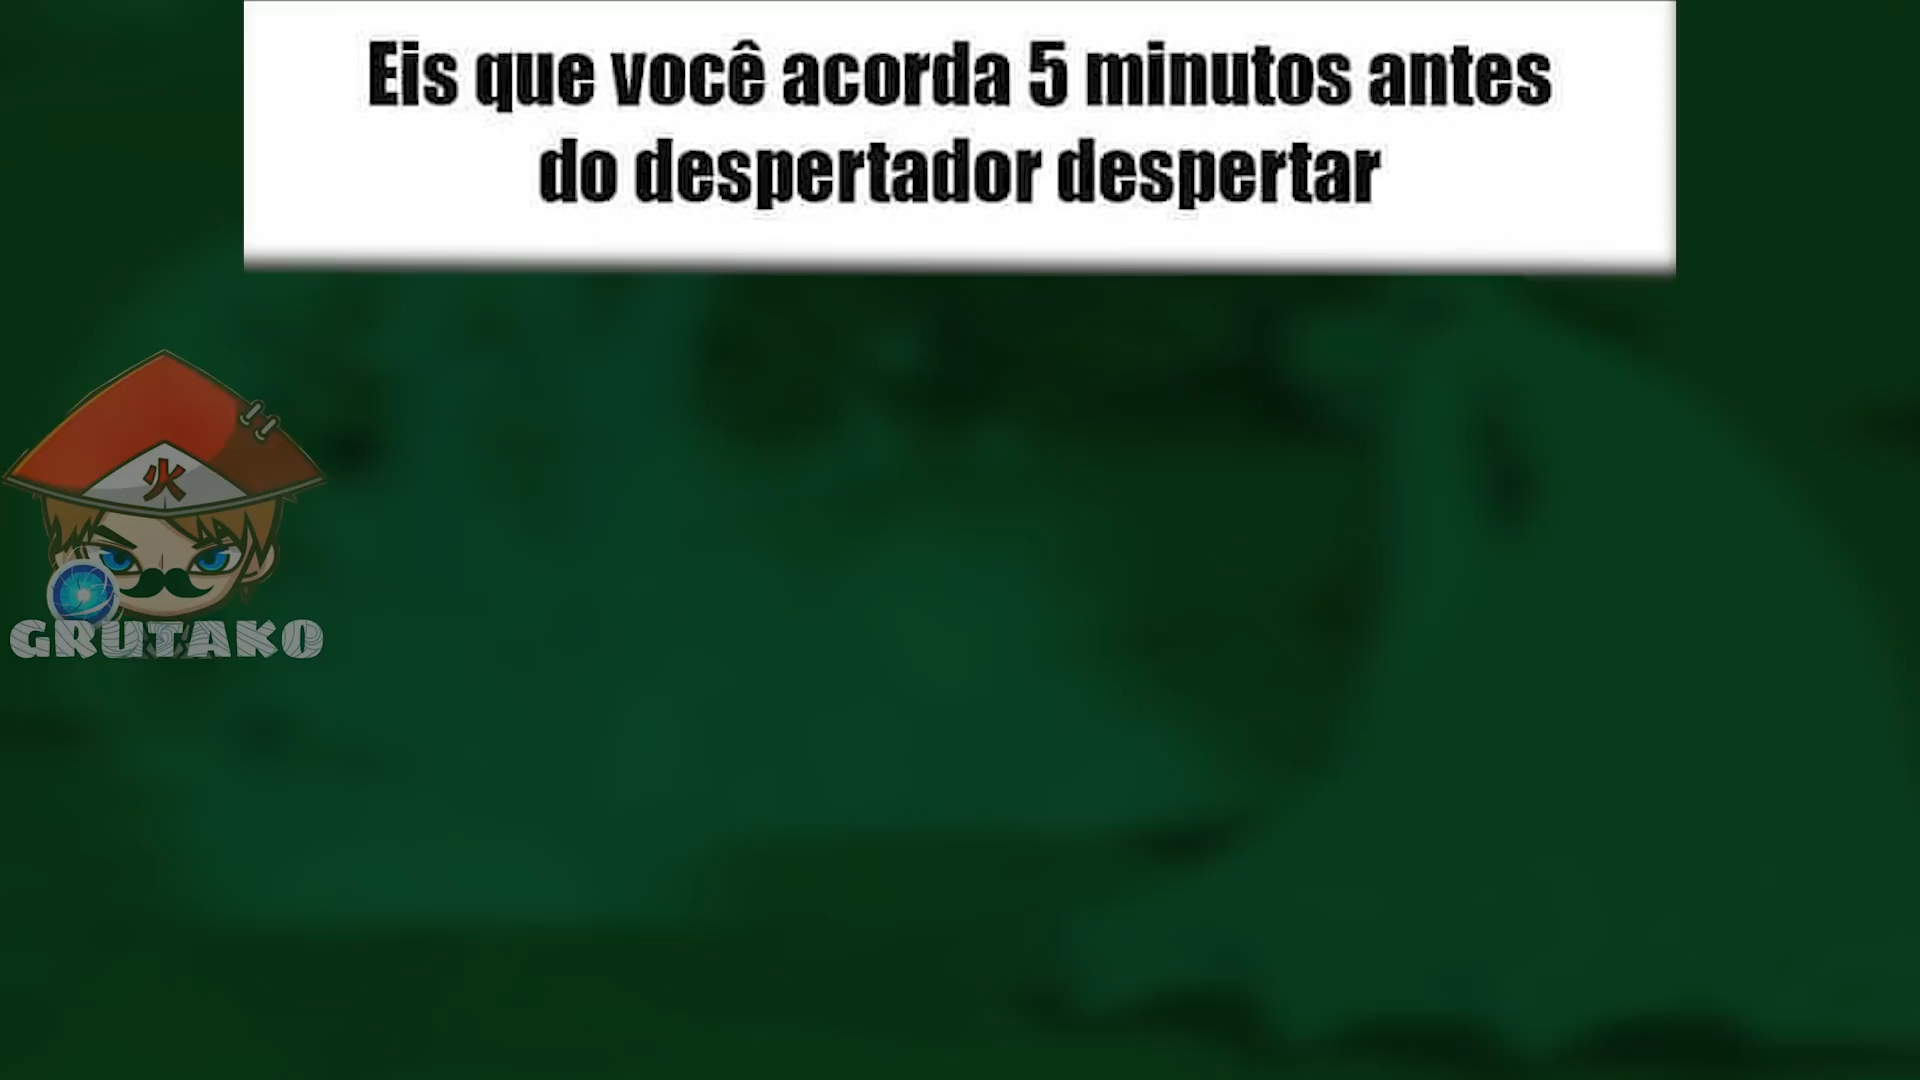 Eis que você acorda 5 minutos antes
do despertador despertar
火
GRUTAKO